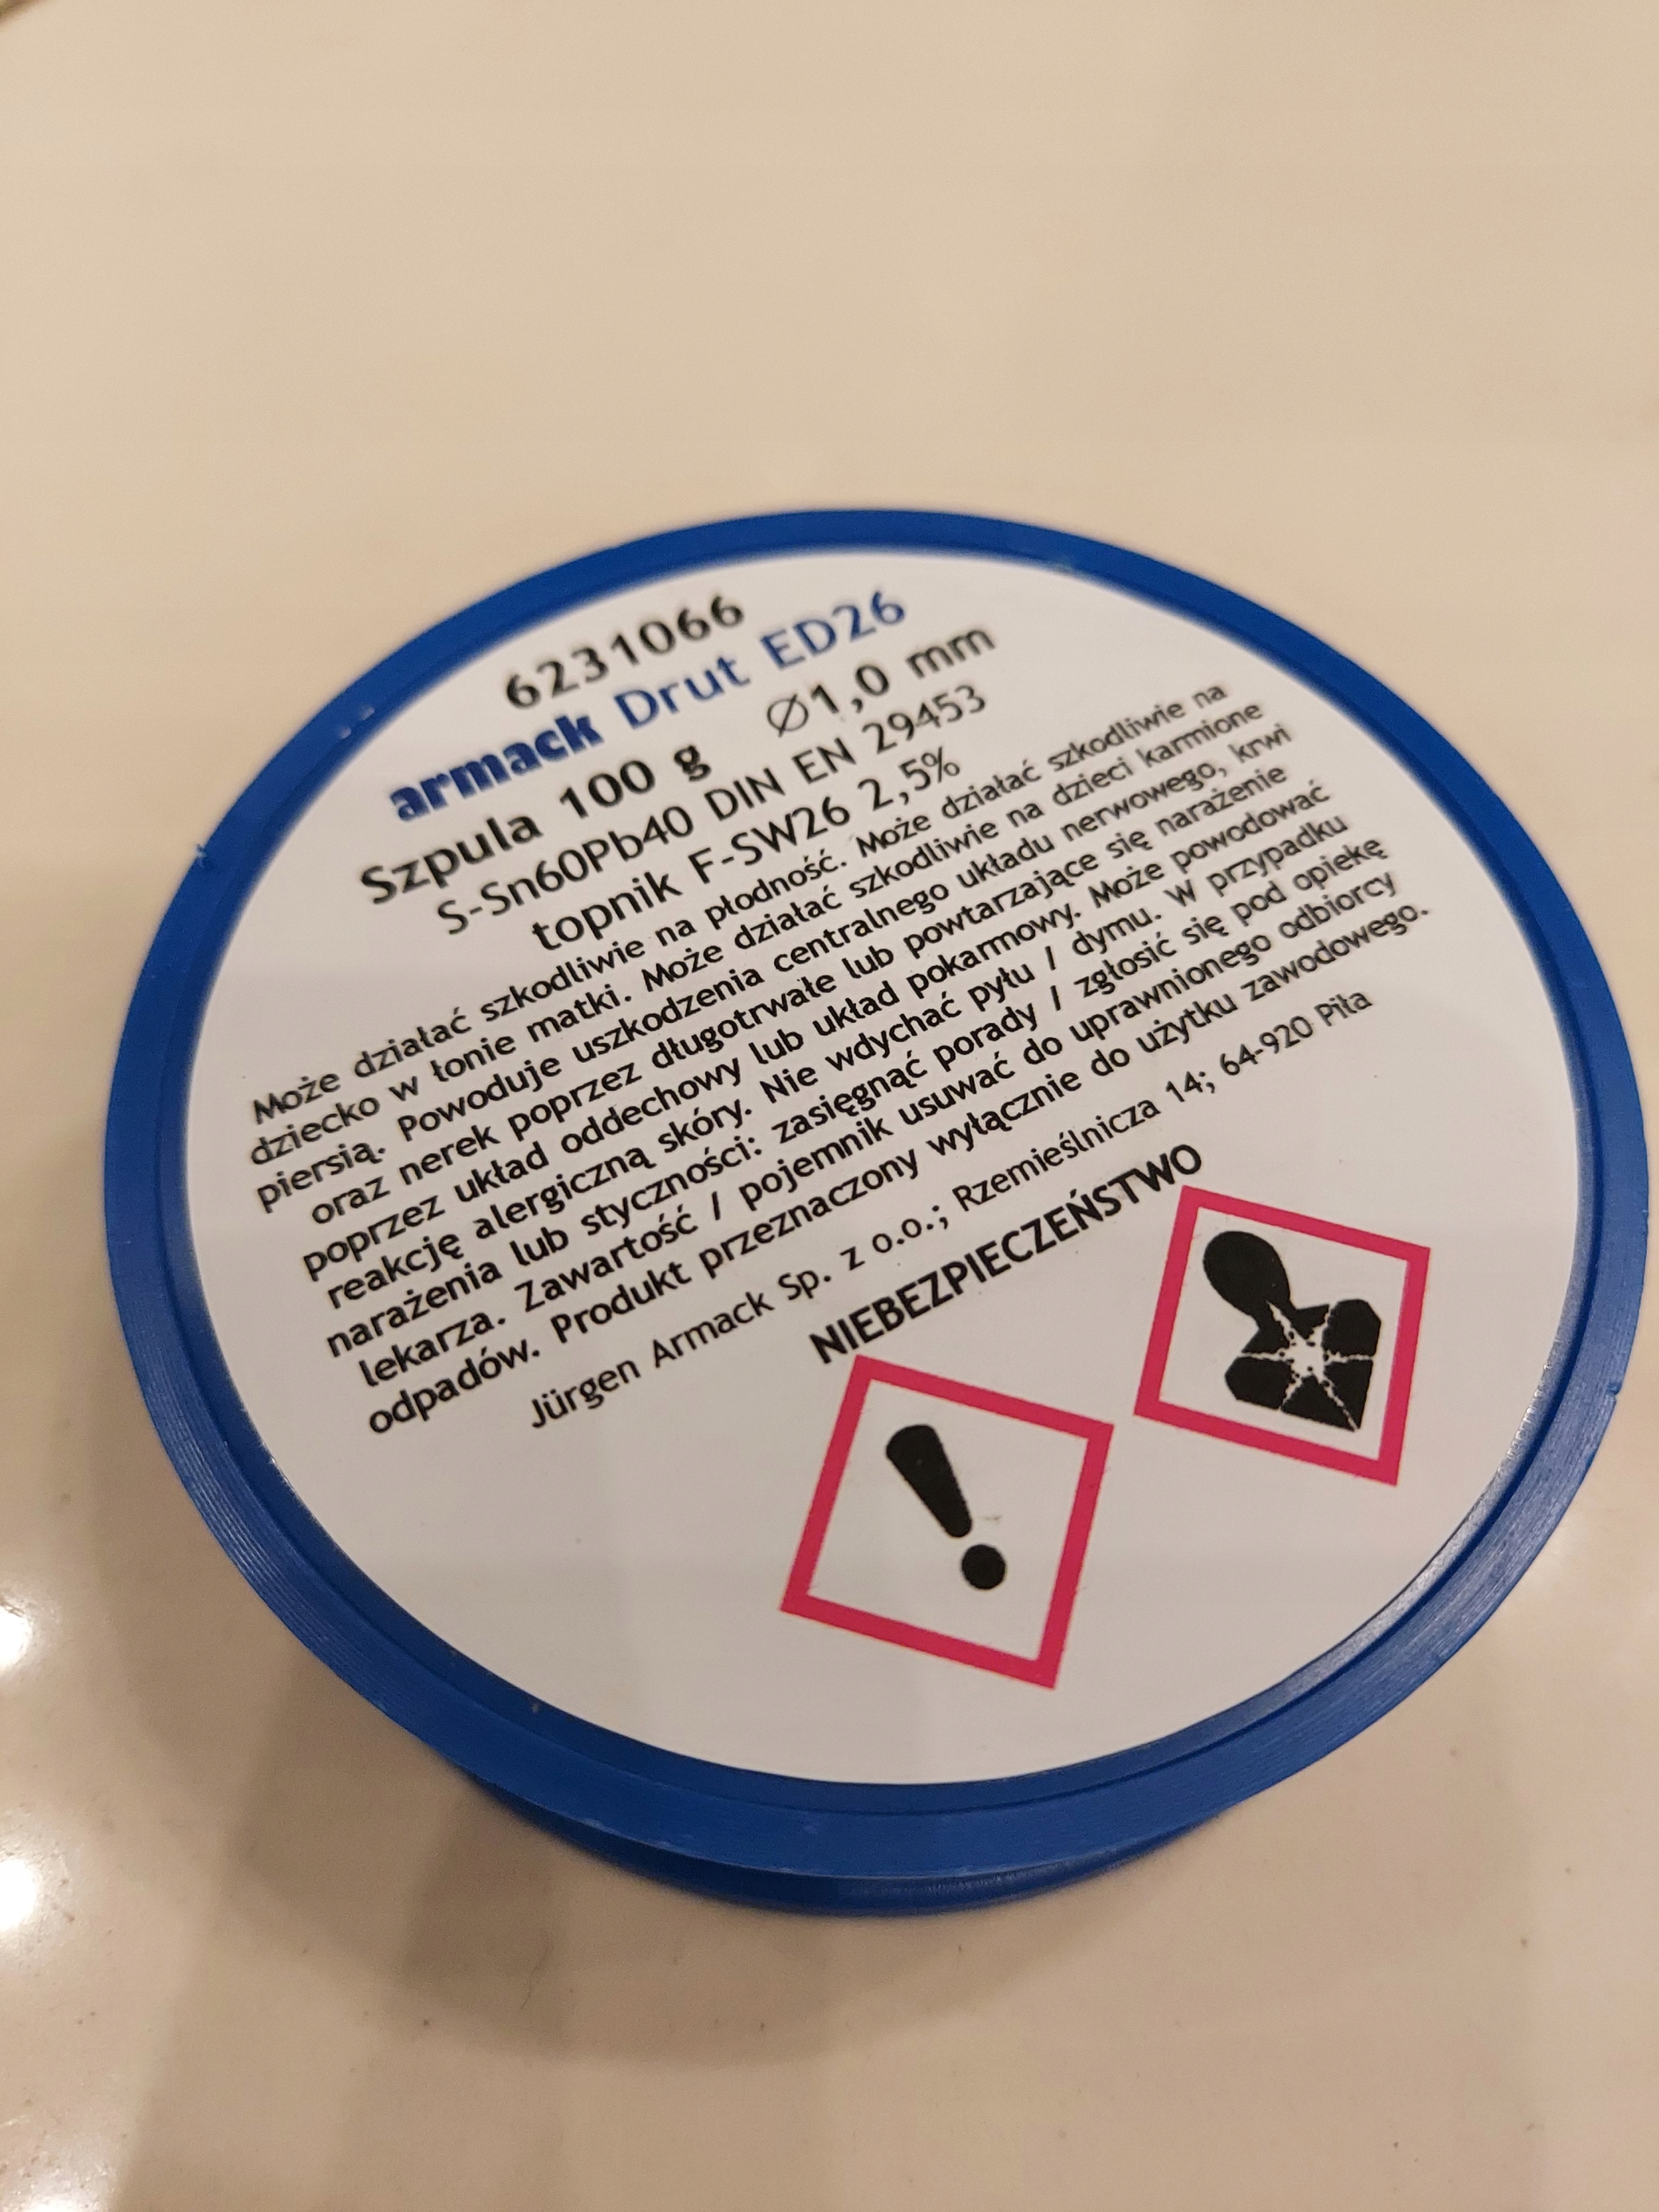 6231066
armack Drut ED26
Szpula 100 g Ø1,0 mm
S-Sn60Pb40 DIN EN 29453
topnik F-SW26 2,5%
Może działać szkodliwie na płodność. Może działać szkodliwie na
dziecko w łonie matki. Może działać szkodliwie na dzieci karmione
piersią. Powoduje uszkodzenia centralnego układu nerwowego, krwi
oraz nerek poprzez długotrwałe lub powtarzające się narażenie
poprzez układ oddechowy lub układ pokarmowy. Może powodować
reakcję alergiczną skóry. Nie wdychać pyłu / dymu. W przypadku
narażenia lub styczności: zasięgnąć porady / zgłosić się pod opiekę
lekarza. Zawartość / pojemnik usuwać do uprawnionego odbiorcy
odpadów. Produkt przeznaczony wyłącznie do użytku zawodowego.
Jürgen Armack Sp. z o.o.; Rzemieślnicza 14; 64-920 Piła
NIEBEZPIECZEŃSTWO